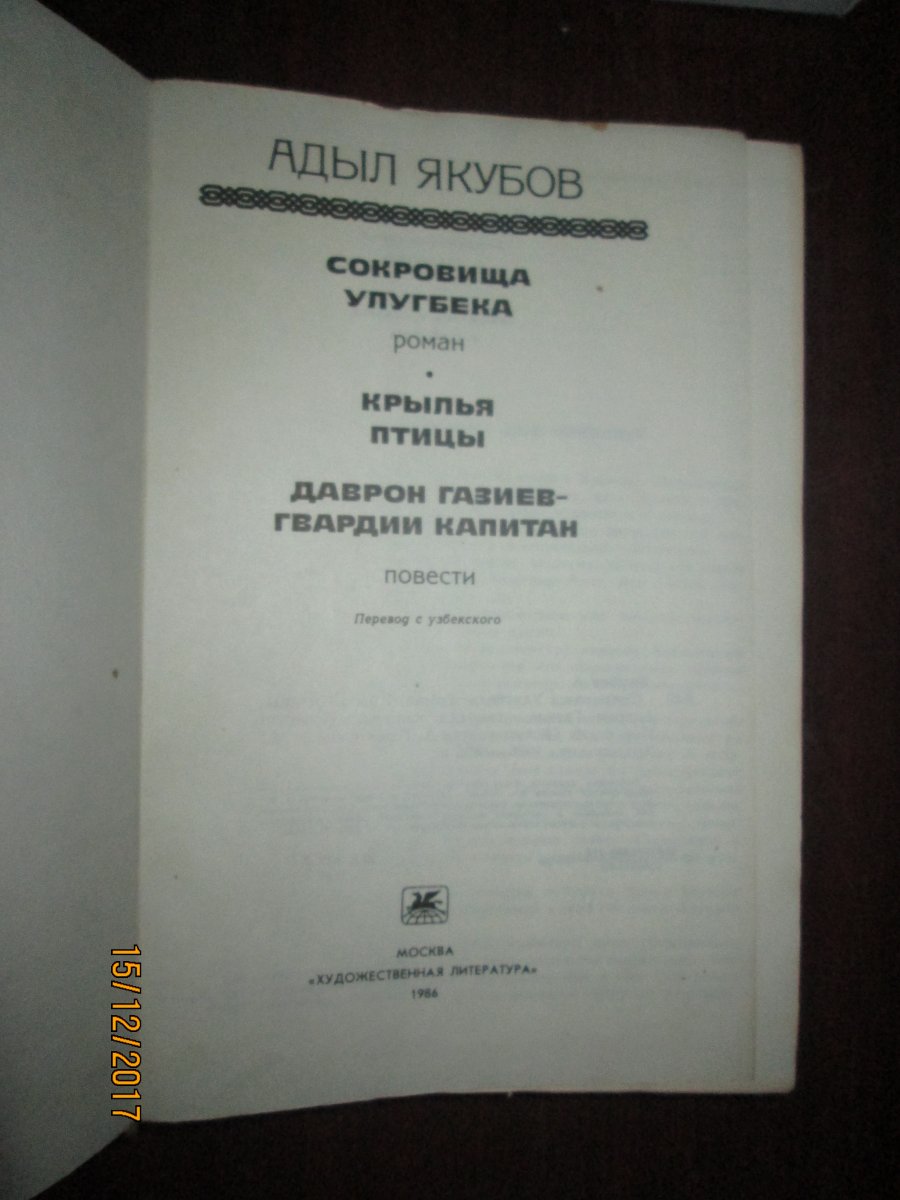 АДЫЛ ЯКУБОВ
СОКРОВИЩА
УЛУГБЕКА
роман
•
КРЫЛЬЯ
ПТИЦЫ
ДАВРОН ГАЗИЕВ-
ГВАРДИИ КАПИТАН
повести
Перевод с узбекского
МОСКВА
«ХУДОЖЕСТВЕННАЯ ЛИТЕРАТУРА»
1986
15/12/2017